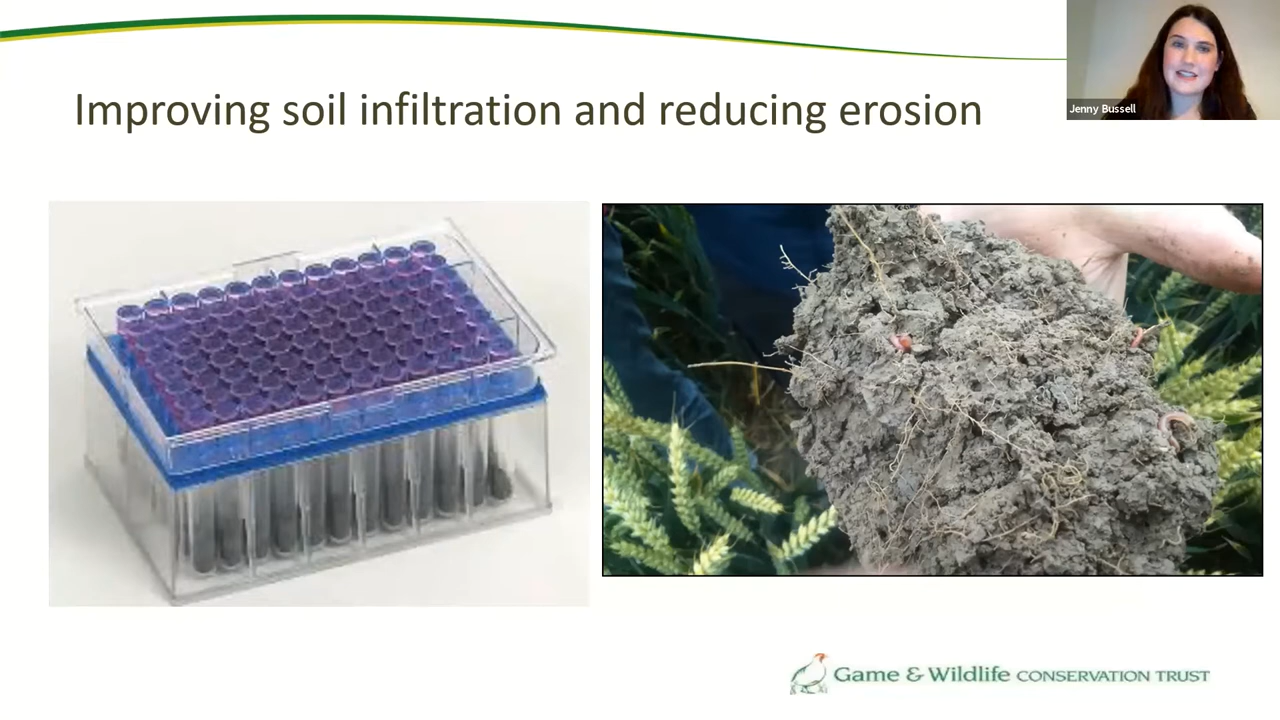 Improving soil infiltration and reducing erosion
Jenny Bussell
Game & Wildlife CONSERVATION TRUST